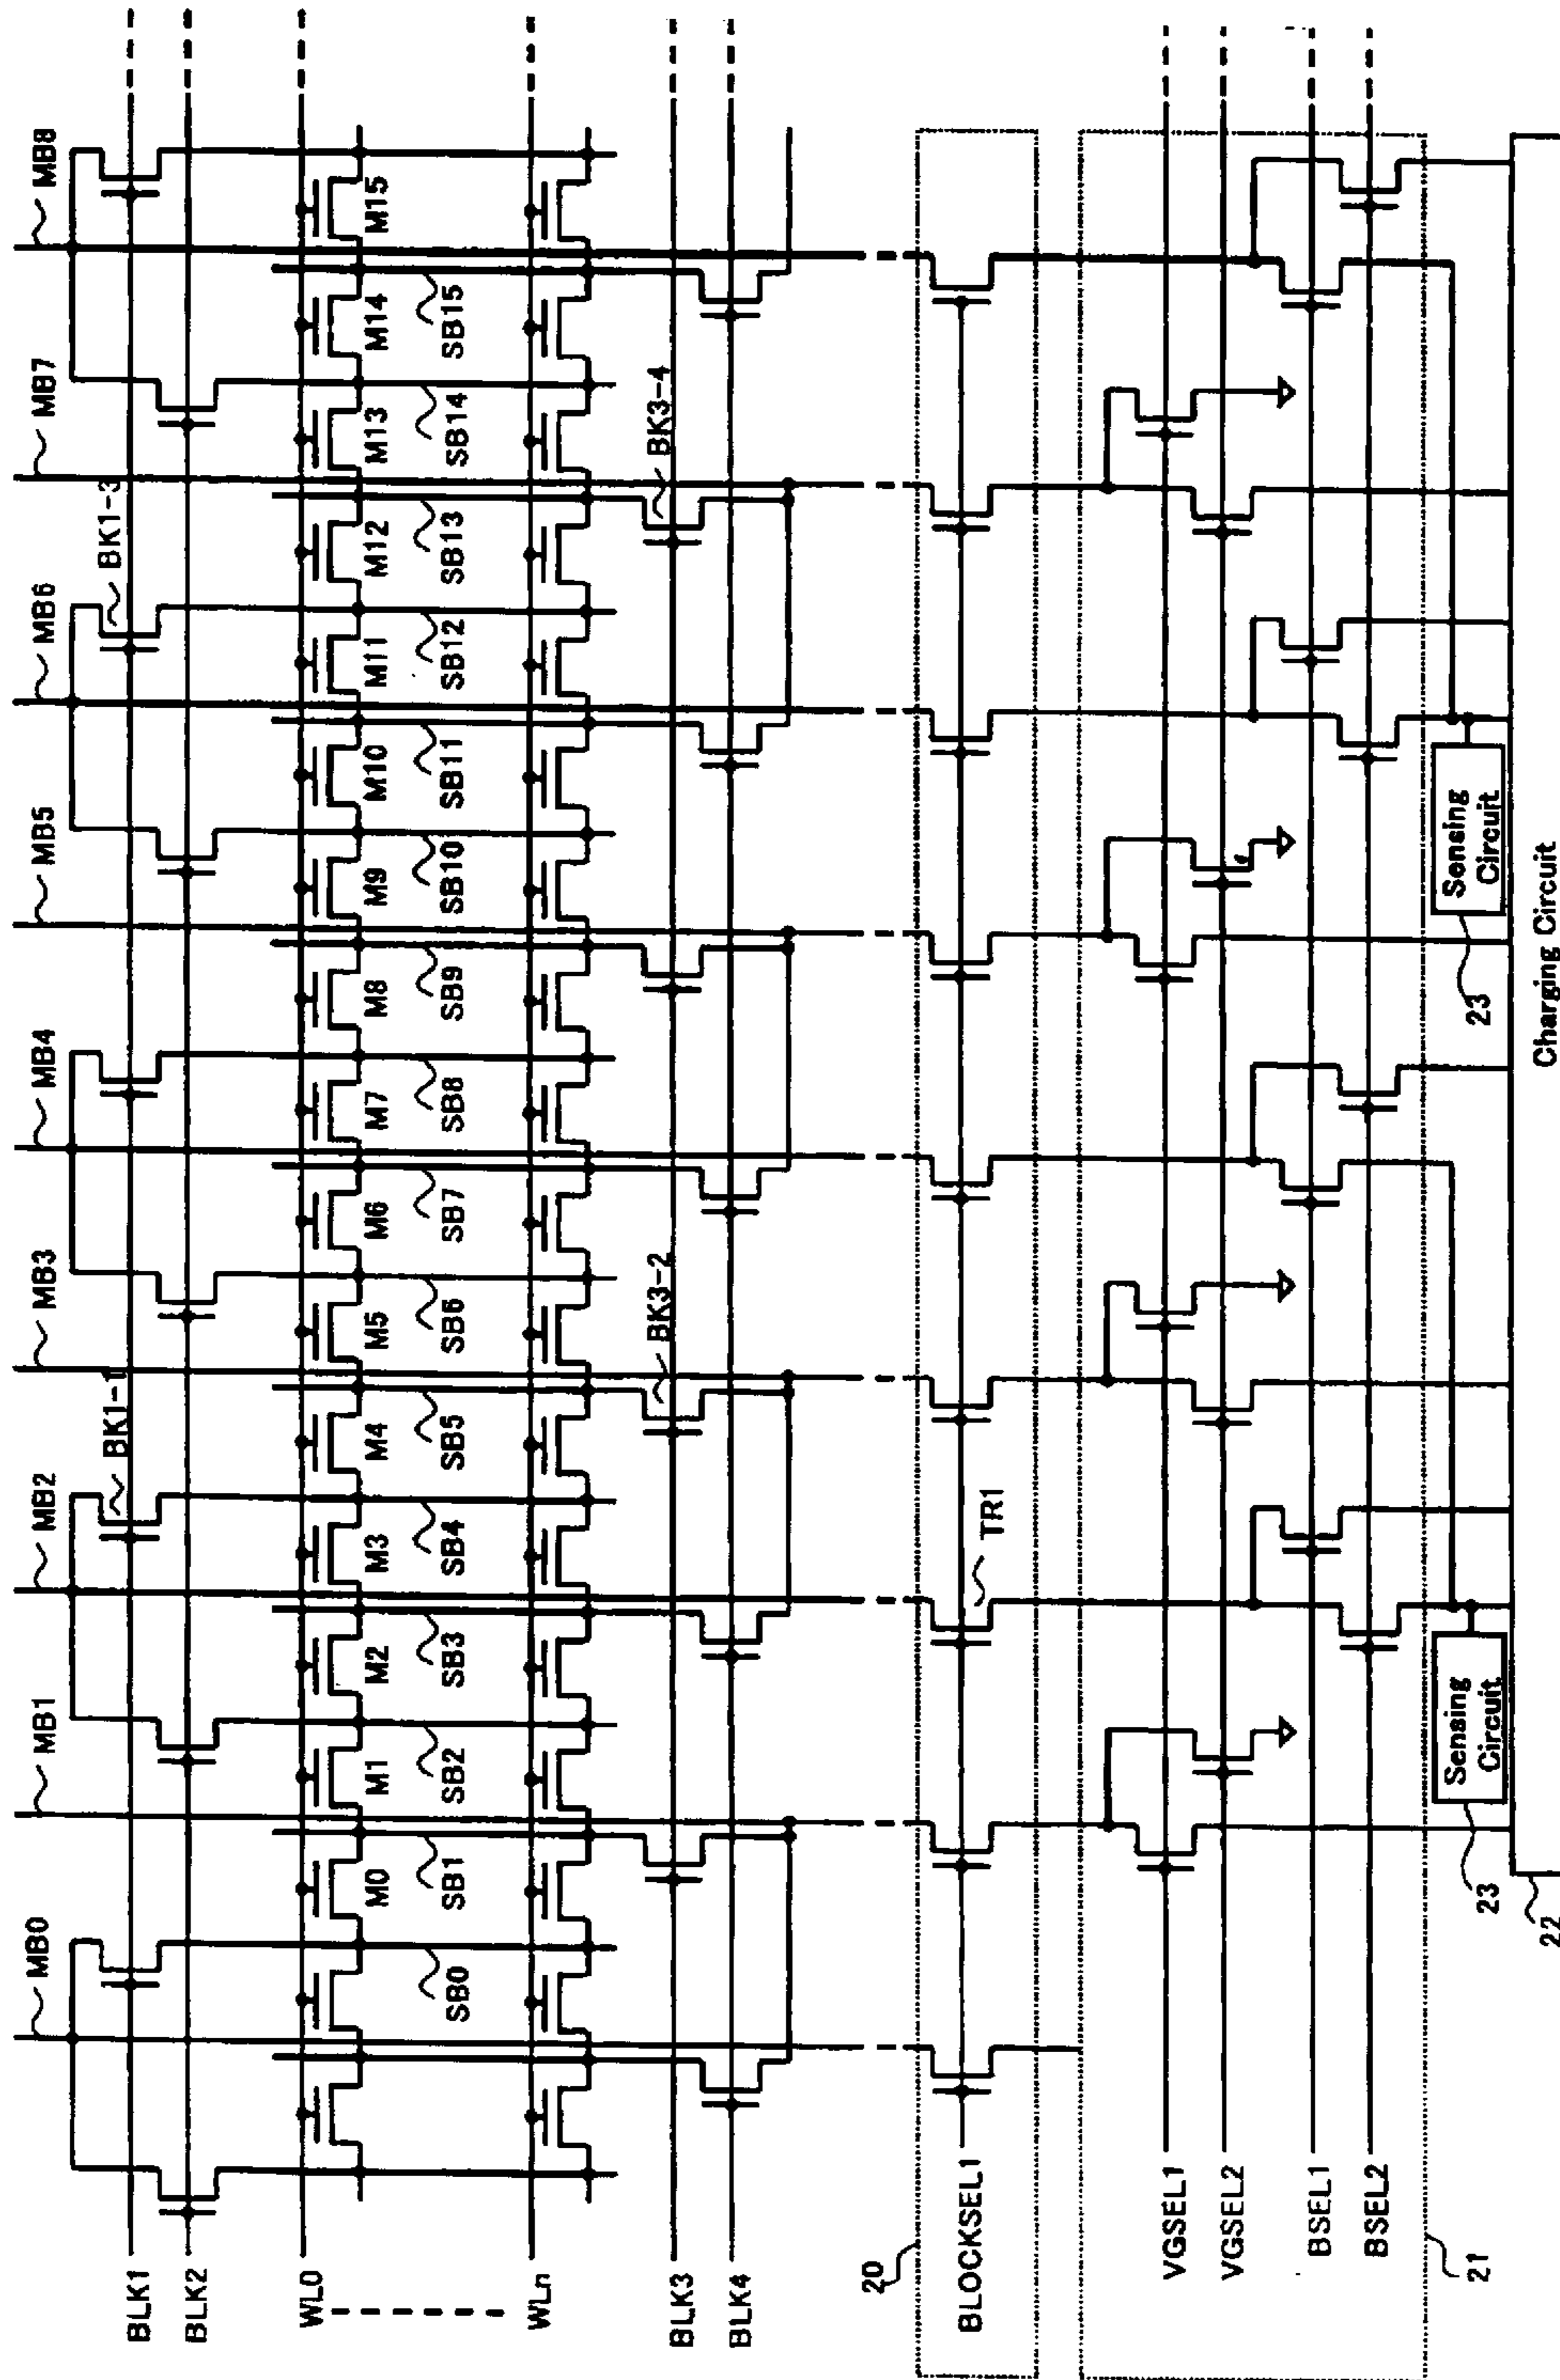 MB0
MB1
MB2
MB3
MB4
MB5
MB6
MB7
MB8
BK1-1
BK1-3
BLK1
BLK2
WL0
M0
M1
M2
M3
M4
M5
M6
M7
M8
M9
M10
M11
M12
M13
M14
M15
SB0
SB1
SB2
SB3
SB4
SB5
SB6
SB7
SB8
SB9
SB10
SB11
SB12
SB13
SB14
SB15
WLn
BK3-2
BK3-4
BLK3
BLK4
20
BLOCKSEL1
TR1
VGSEL1
VGSEL2
BSEL1
BSEL2
21
Sensing
Circuit
23
Sensing
Circuit
23
22
Charging Circuit